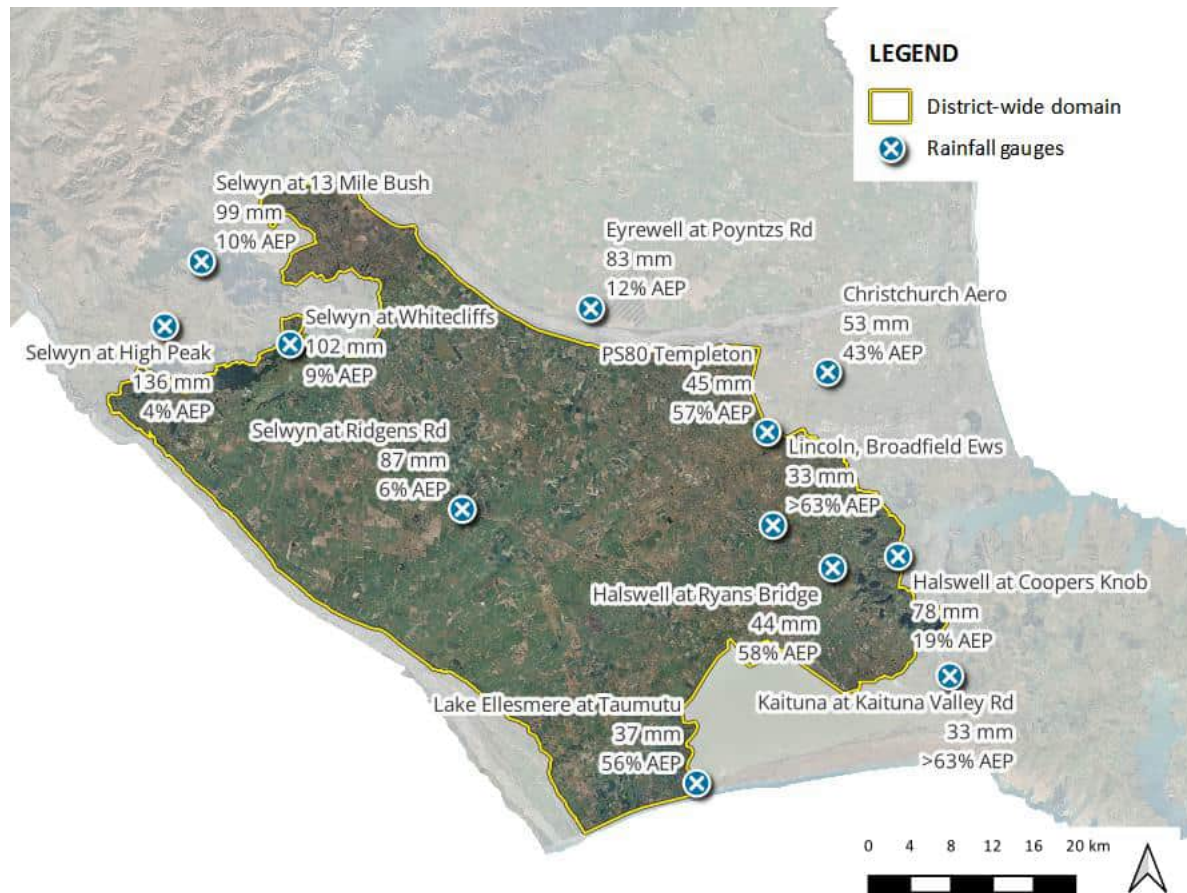 LEGEND
District-wide domain
Rainfall gauges
Selwyn at 13 Mile Bush
99 mm
10% AEP
Eyrewell at Poyntzs Rd
83 mm
12% AEP
Christchurch Aero
53 mm
43% AEP
Selwyn at Whitecliffs
102 mm
9% AEP
Selwyn at High Peak
136 mm
4% AEP
PS80 Templeton
45 mm
57% AEP
Selwyn at Ridgens Rd
87 mm
6% AEP
Lincoln, Broadfield Ews
33 mm
>63% AEP
Halswell at Ryans Bridge
44 mm
58% AEP
Halswell at Coopers Knob
78 mm
19% AEP
Lake Ellesmere at Taumutu
37 mm
56% AEP
Kaituna at Kaituna Valley Rd
33 mm
>63% AEP
0 4 8 12 16 20 km